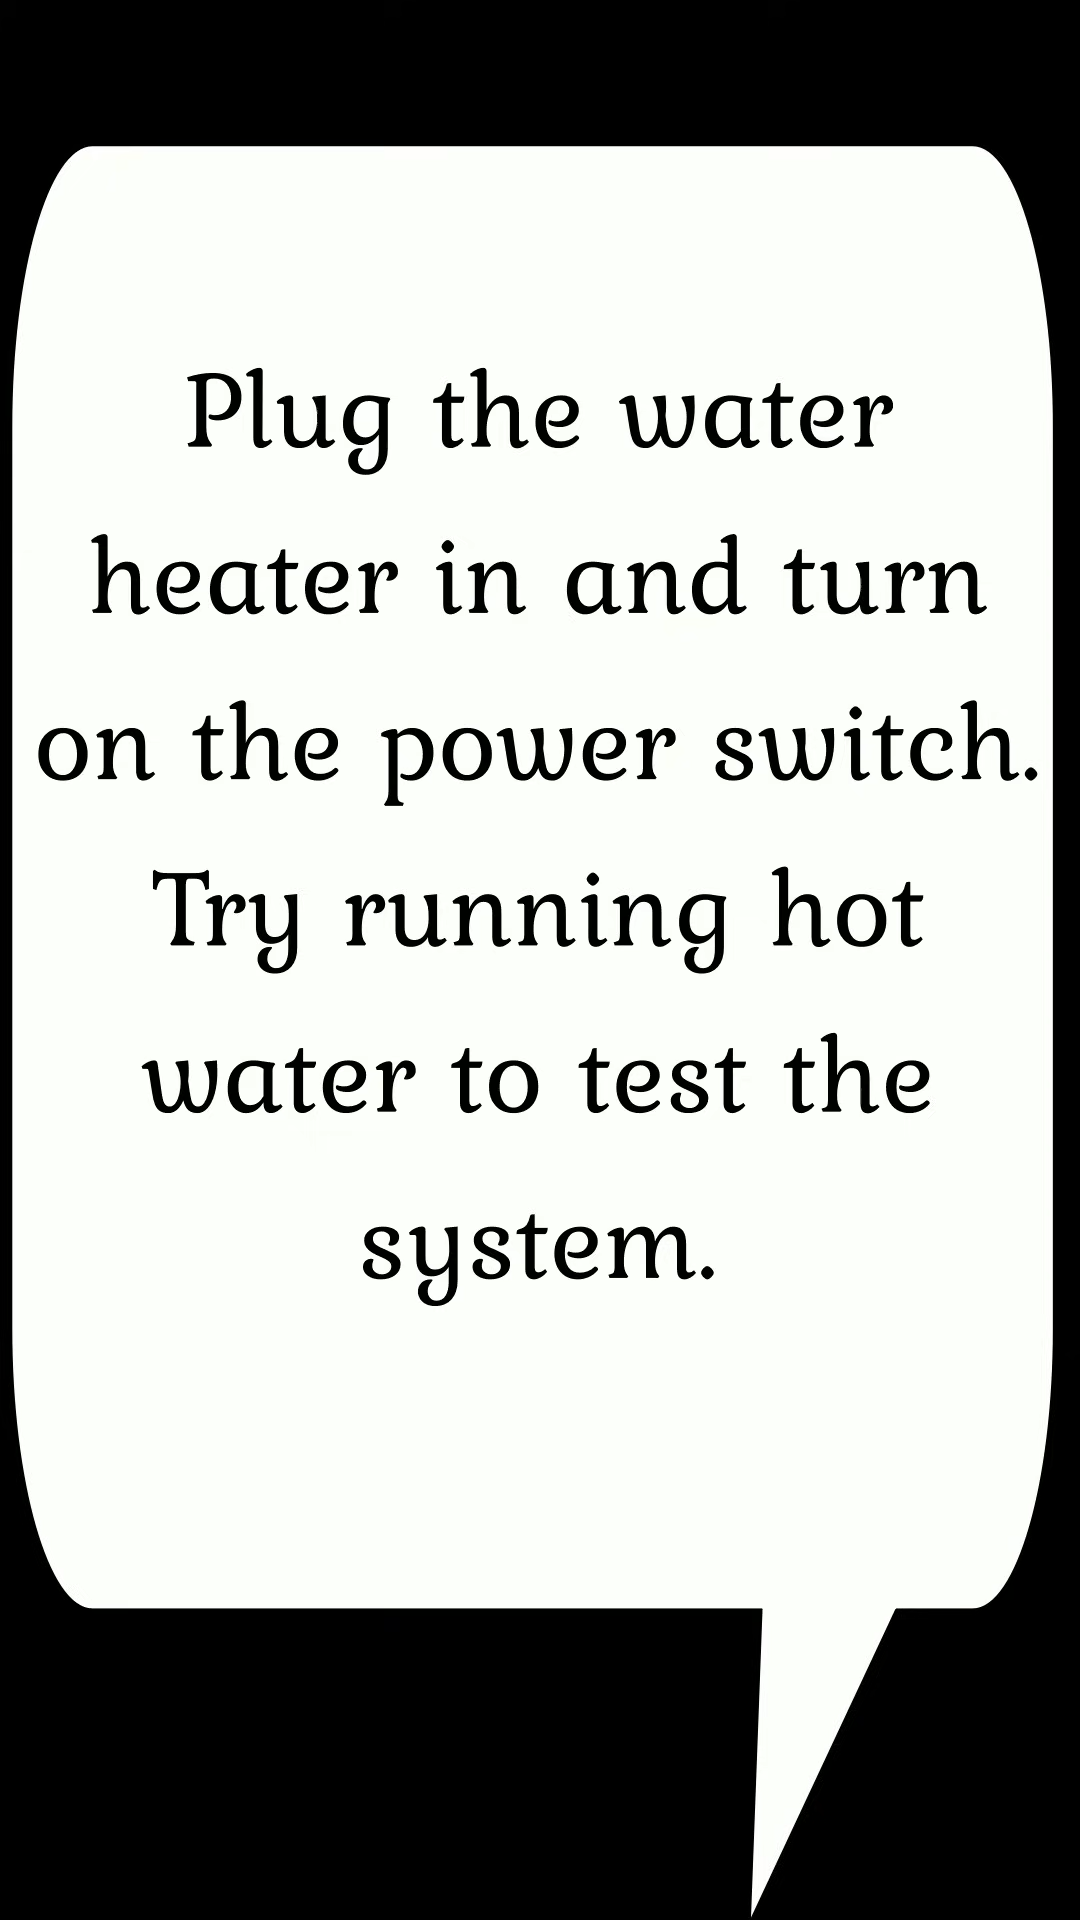 Plug the water
heater in and turn
on the power switch.
Try running hot
water to test the
system.